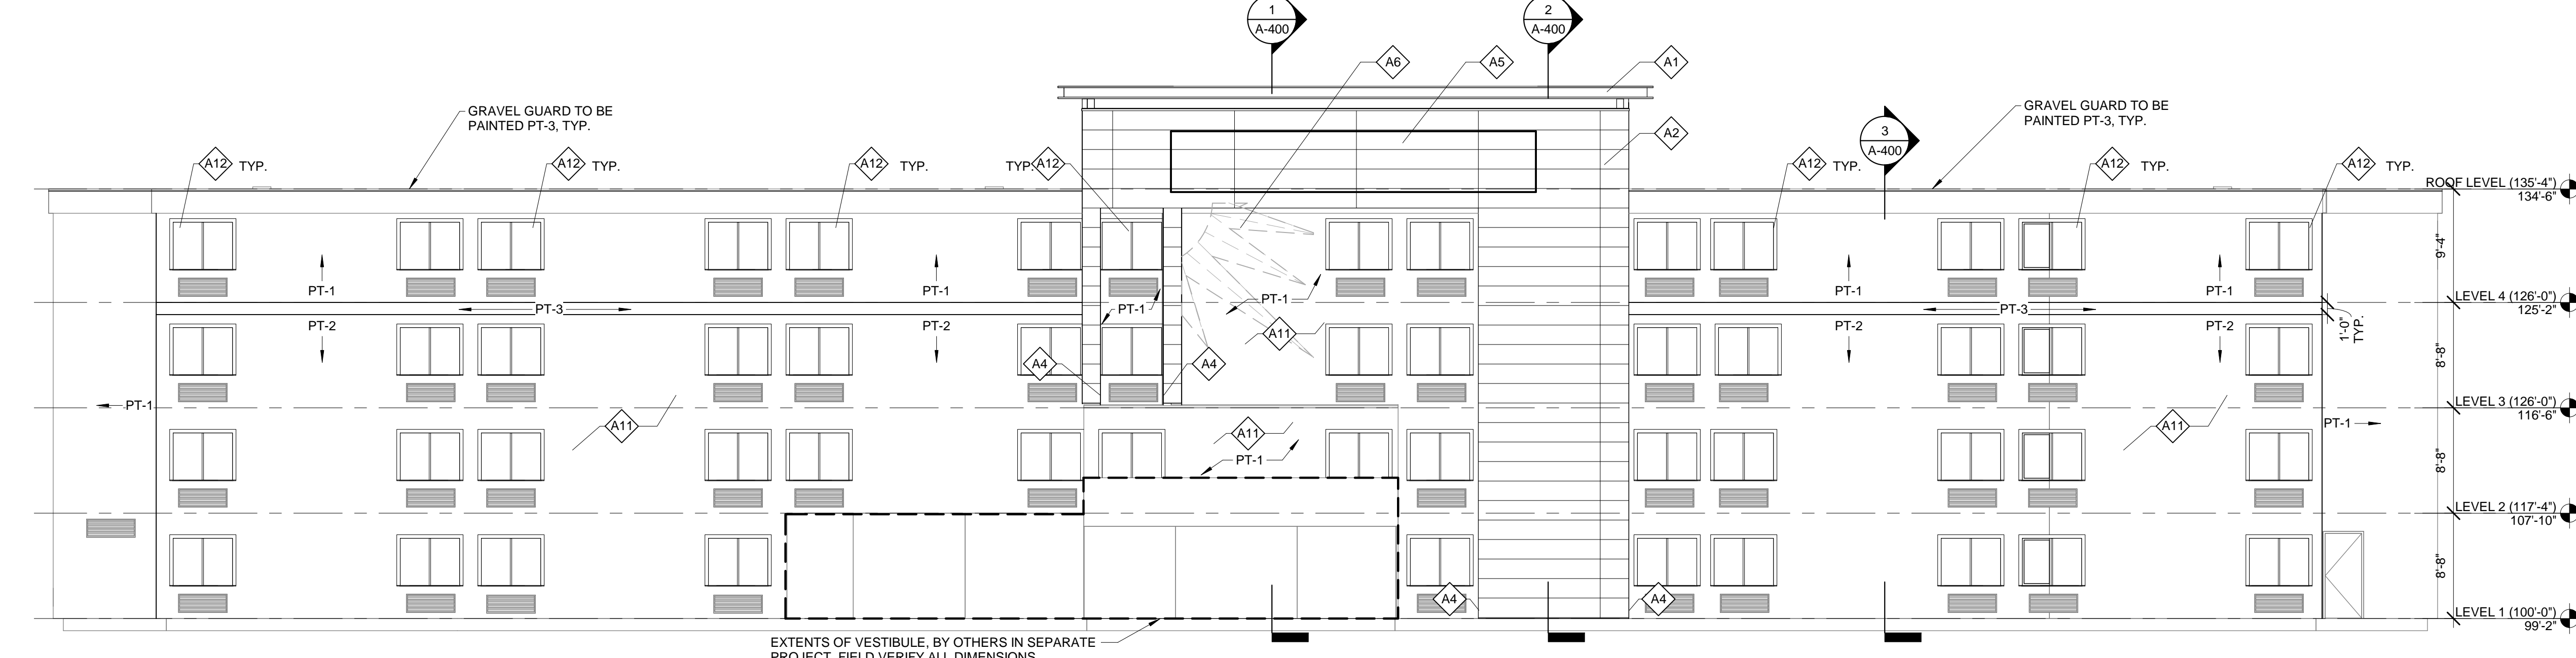 1
A-400
2
A-400
A6
A5
A1
GRAVEL GUARD TO BE
PAINTED PT-3, TYP.
GRAVEL GUARD TO BE
PAINTED PT-3, TYP.
A2
3
A-400
A12 TYP.
A12 TYP.
A12 TYP.
TYP. A12
A12 TYP.
A12 TYP.
A12 TYP.
ROOF LEVEL (135'-4")
134'-6"
9'-4"
PT-1
PT-1
PT-1
PT-1
PT-1
PT-1
LEVEL 4 (126'-0")
125'-2"
PT-3
PT-3
1'-0"
TYP.
PT-2
PT-2
PT-2
PT-2
A11
A4
A4
8'-8"
PT-1
LEVEL 3 (126'-0")
116'-6"
A11
A11
A11
PT-1
PT-1
8'-8"
LEVEL 2 (117'-4")
107'-10"
8'-8"
A4
A4
LEVEL 1 (100'-0")
99'-2"
EXTENTS OF VESTIBULE, BY OTHERS IN SEPARATE
PROJECT. FIELD VERIFY ALL DIMENSIONS